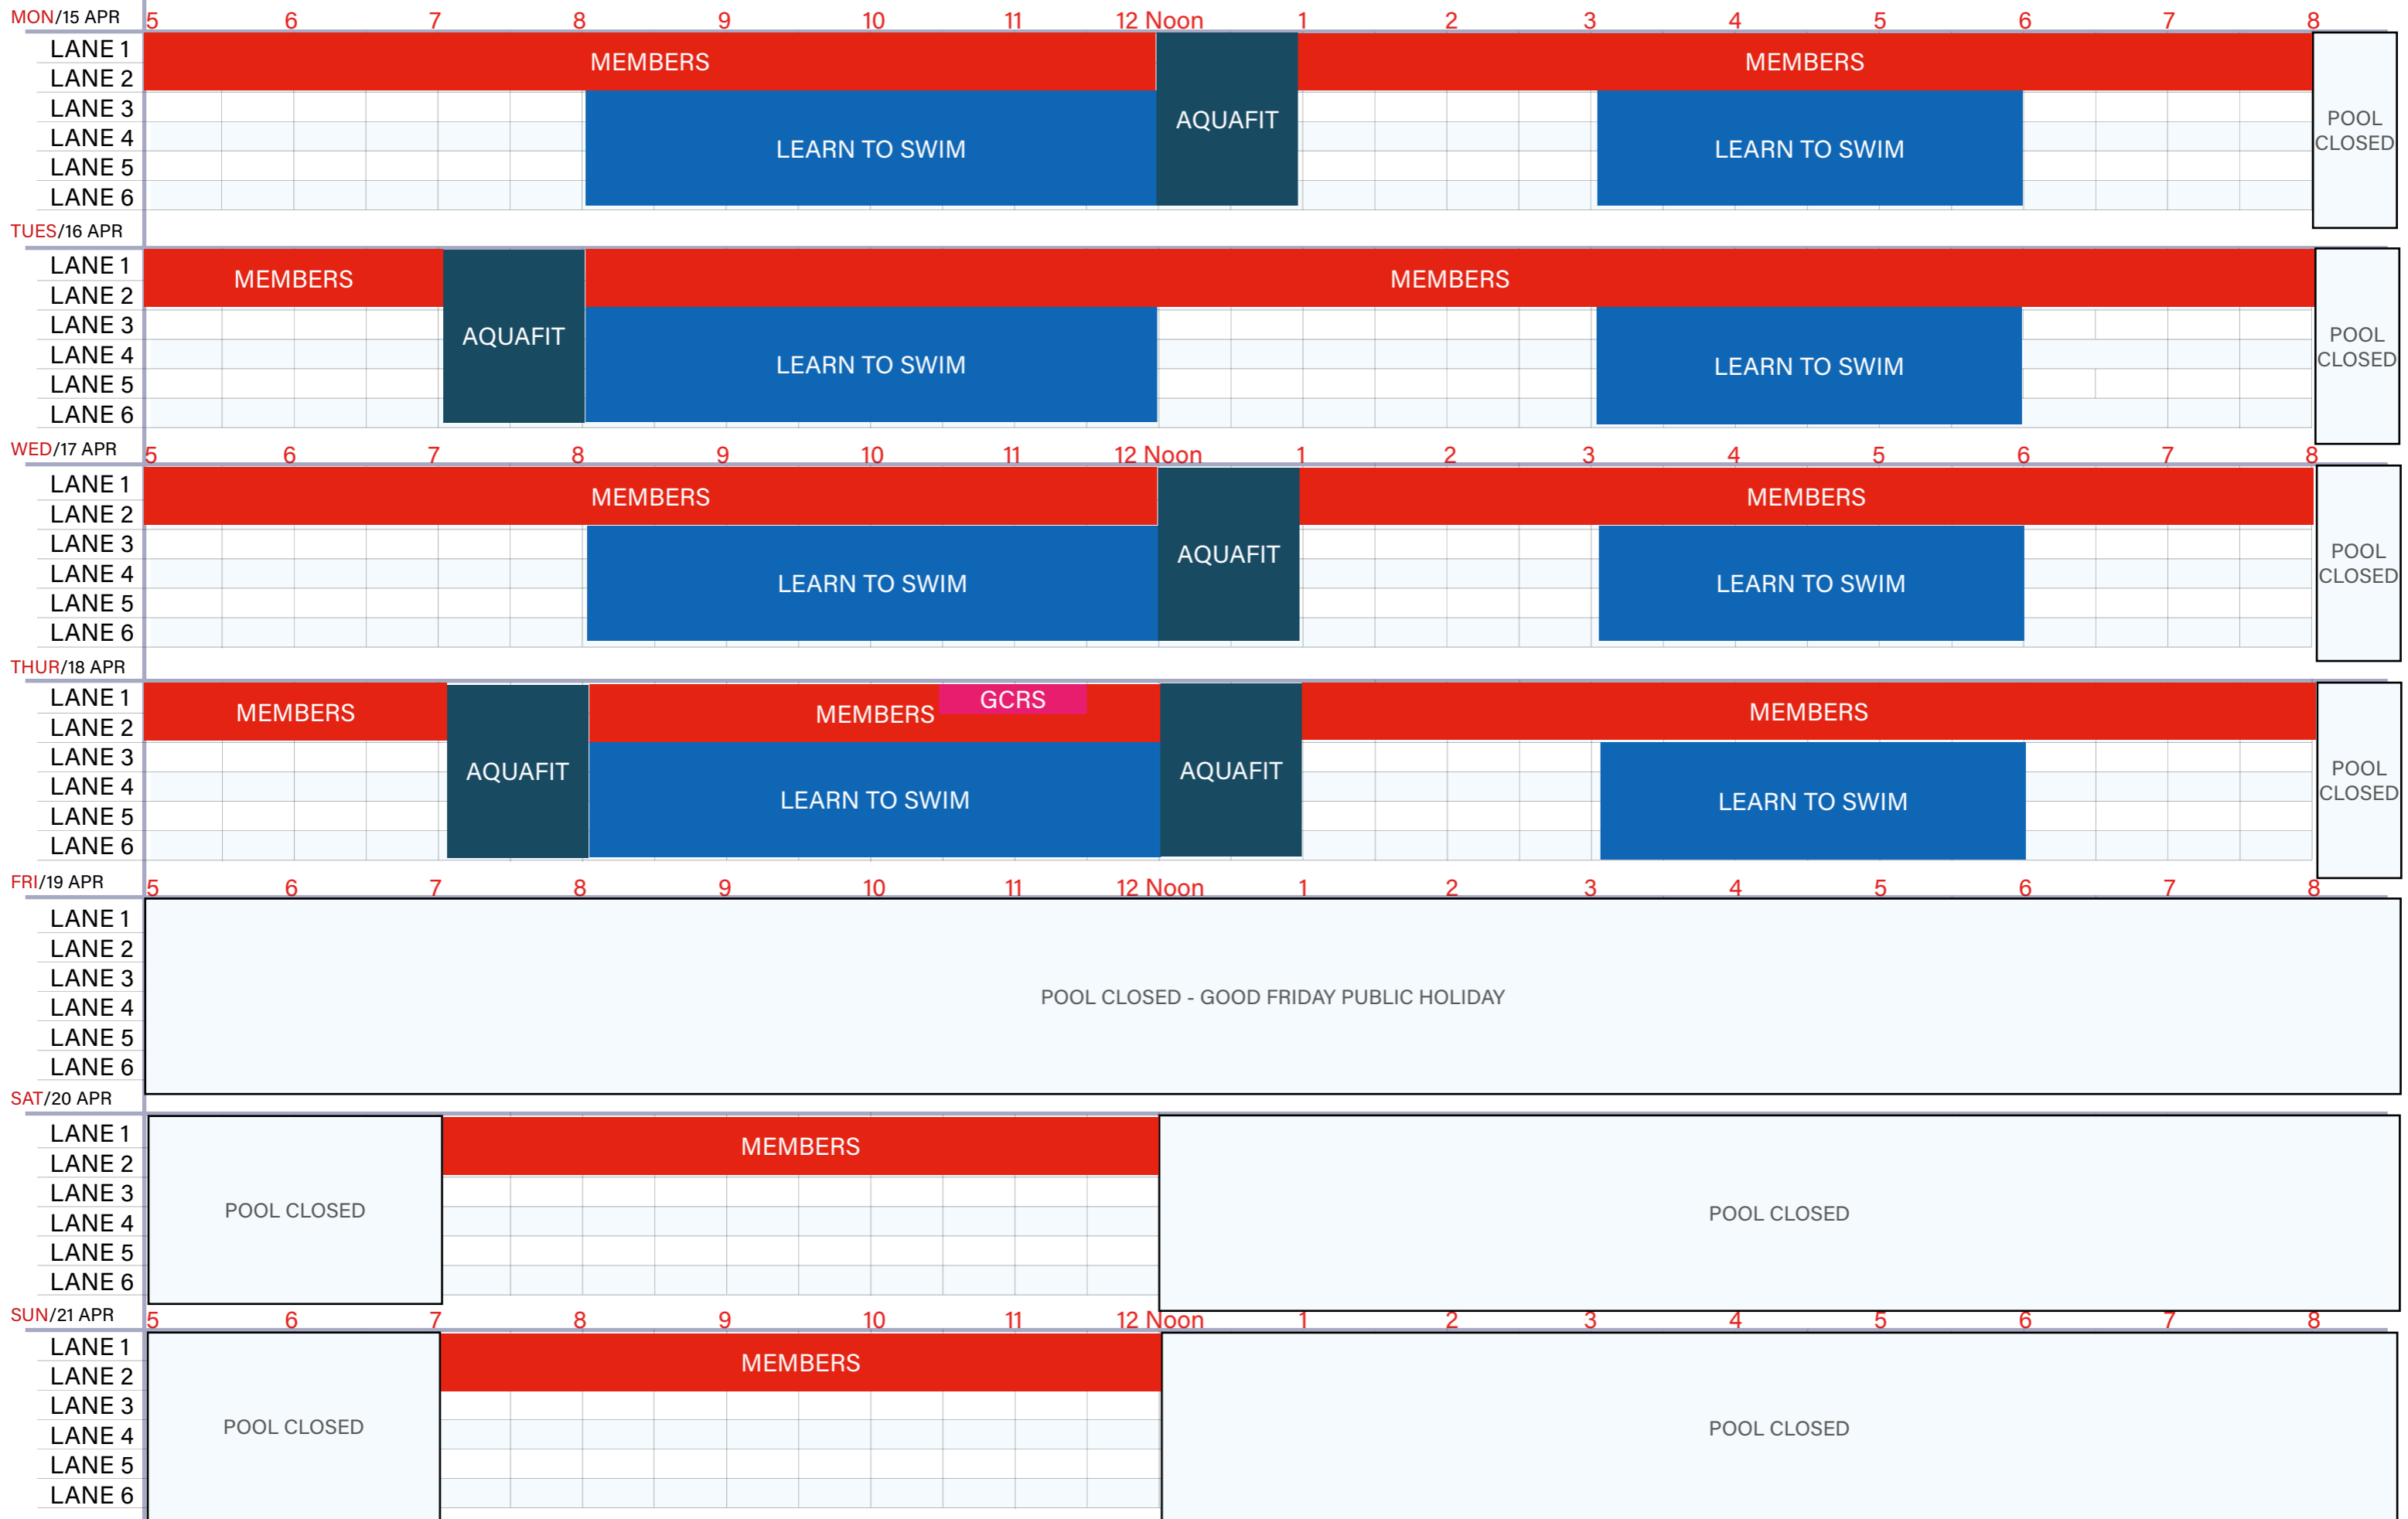 MON/15 APR 5 6 7 8 9 10 11 12 Noon 1 2 3 4 5 6 7 8
LANE 1
LANE 2
LANE 3
LANE 4
LANE 5
LANE 6
MEMBERS
LEARN TO SWIM
AQUAFIT
MEMBERS
LEARN TO SWIM
POOL
CLOSED
TUES/16 APR
LANE 1
LANE 2
LANE 3
LANE 4
LANE 5
LANE 6
MEMBERS
AQUAFIT
MEMBERS
LEARN TO SWIM
LEARN TO SWIM
POOL
CLOSED
WED/17 APR 5 6 7 8 9 10 11 12 Noon 1 2 3 4 5 6 7 8
LANE 1
LANE 2
LANE 3
LANE 4
LANE 5
LANE 6
MEMBERS
LEARN TO SWIM
AQUAFIT
MEMBERS
LEARN TO SWIM
POOL
CLOSED
THUR/18 APR
LANE 1
LANE 2
LANE 3
LANE 4
LANE 5
LANE 6
MEMBERS
AQUAFIT
MEMBERS
GCRS
LEARN TO SWIM
AQUAFIT
MEMBERS
LEARN TO SWIM
POOL
CLOSED
FRI/19 APR 5 6 7 8 9 10 11 12 Noon 1 2 3 4 5 6 7 8
LANE 1
LANE 2
LANE 3
LANE 4
LANE 5
LANE 6
POOL CLOSED - GOOD FRIDAY PUBLIC HOLIDAY
SAT/20 APR
LANE 1
LANE 2
LANE 3
LANE 4
LANE 5
LANE 6
POOL CLOSED
MEMBERS
POOL CLOSED
SUN/21 APR 5 6 7 8 9 10 11 12 Noon 1 2 3 4 5 6 7 8
LANE 1
LANE 2
LANE 3
LANE 4
LANE 5
LANE 6
POOL CLOSED
MEMBERS
POOL CLOSED